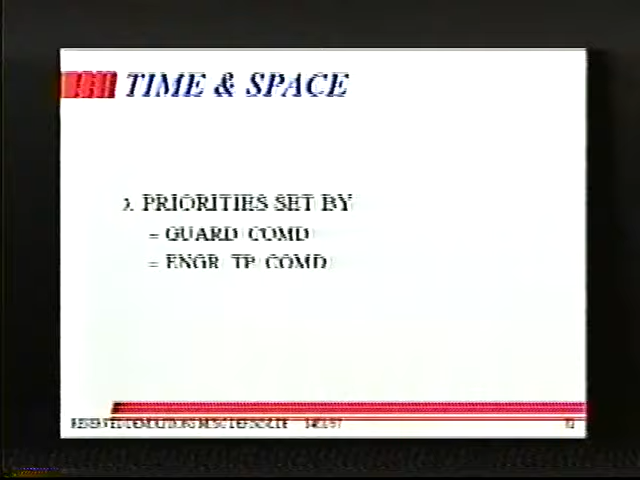 TIME & SPACE
PRIORITIES SET BY
GUARD COMD
ENGR TP COMD